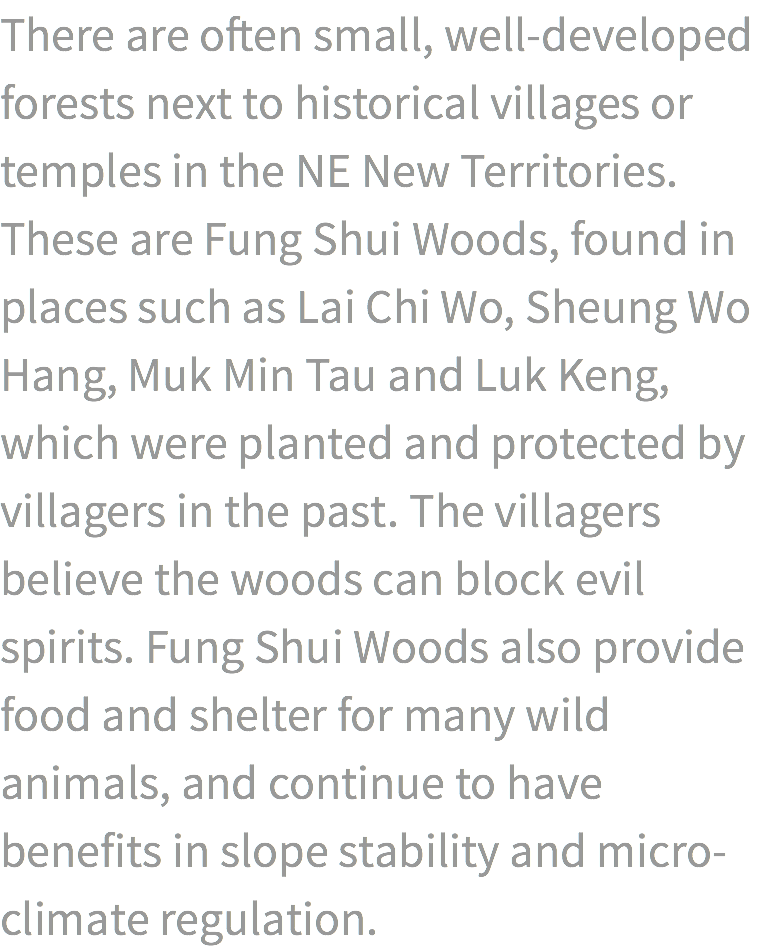 There are often small, well-developed
forests next to historical villages or
temples in the NE New Territories.
These are Fung Shui Woods, found in
places such as Lai Chi Wo, Sheung Wo
Hang, Muk Min Tau and Luk Keng,
which were planted and protected by
villagers in the past. The villagers
believe the woods can block evil
spirits. Fung Shui Woods also provide
food and shelter for many wild
animals, and continue to have
benefits in slope stability and micro-
climate regulation.